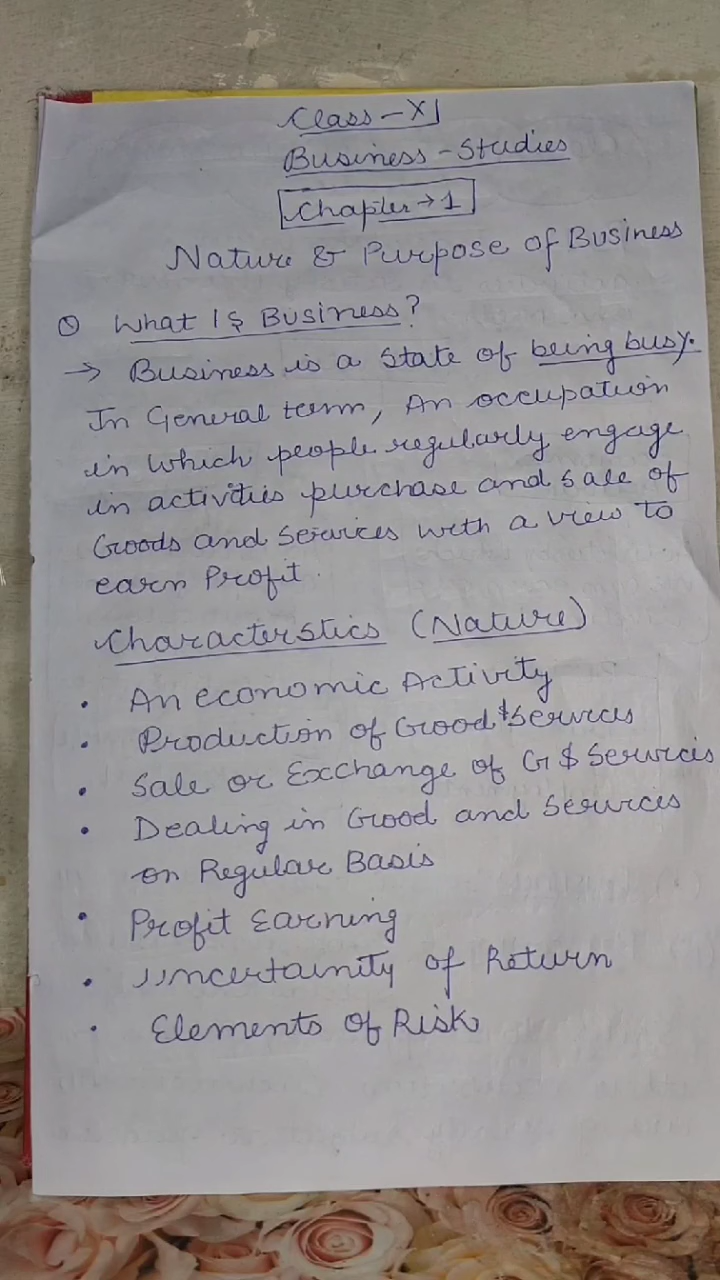 Class - XI
Business - Studies
Chapter → 1
Nature & Purpose of Business
Q What Is Business?
→ Business is a State of being busy.
In General term, An occupation
in which people regularly engage
in activities purchase and sale of
Goods and Services with a view to
earn Profit.
Characterstics (Nature)
• An economic Activity
• Production of Good & Services
• Sale or Exchange of G & Services
• Dealing in Good and Services
on Regular Basis
• Profit Earning
• Uncertainity of Return
• Elements of Risk